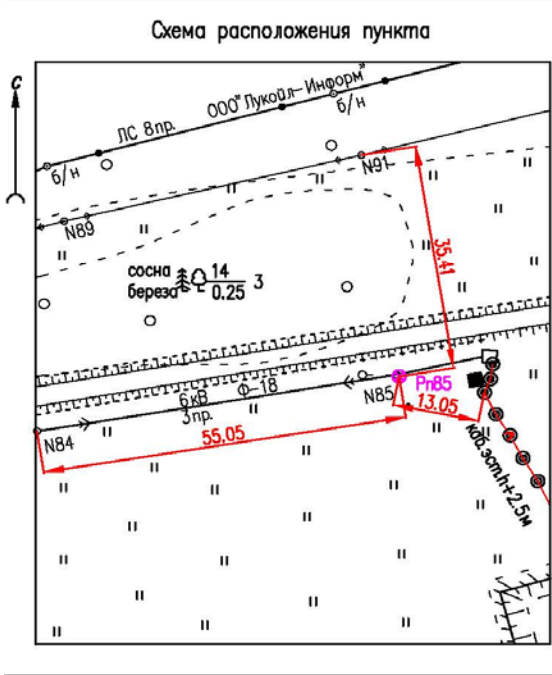 Схема расположения пункта
С
ООО"Лукойл-Информ"
ЛС 8пр.
б/н
б/н
N91
N89
35.41
сосна
береза
14
0.25
3
6кВ Ф-18
3пр.
N85
Рп85
13.05
N84
55.05
каб.эст.h+2.5м